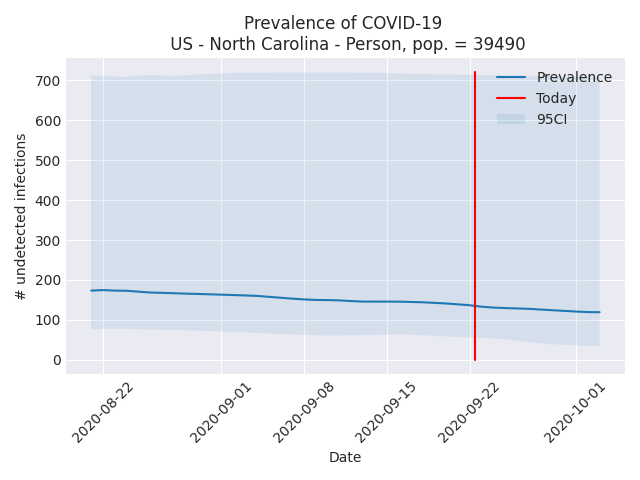 Prevalence of COVID-19
US - North Carolina - Person, pop. = 39490
# undetected infections
700
600
500
400
300
200
100
0
Prevalence
Today
95CI
2020-08-22
2020-09-01
2020-09-08
2020-09-15
2020-09-22
2020-10-01
Date